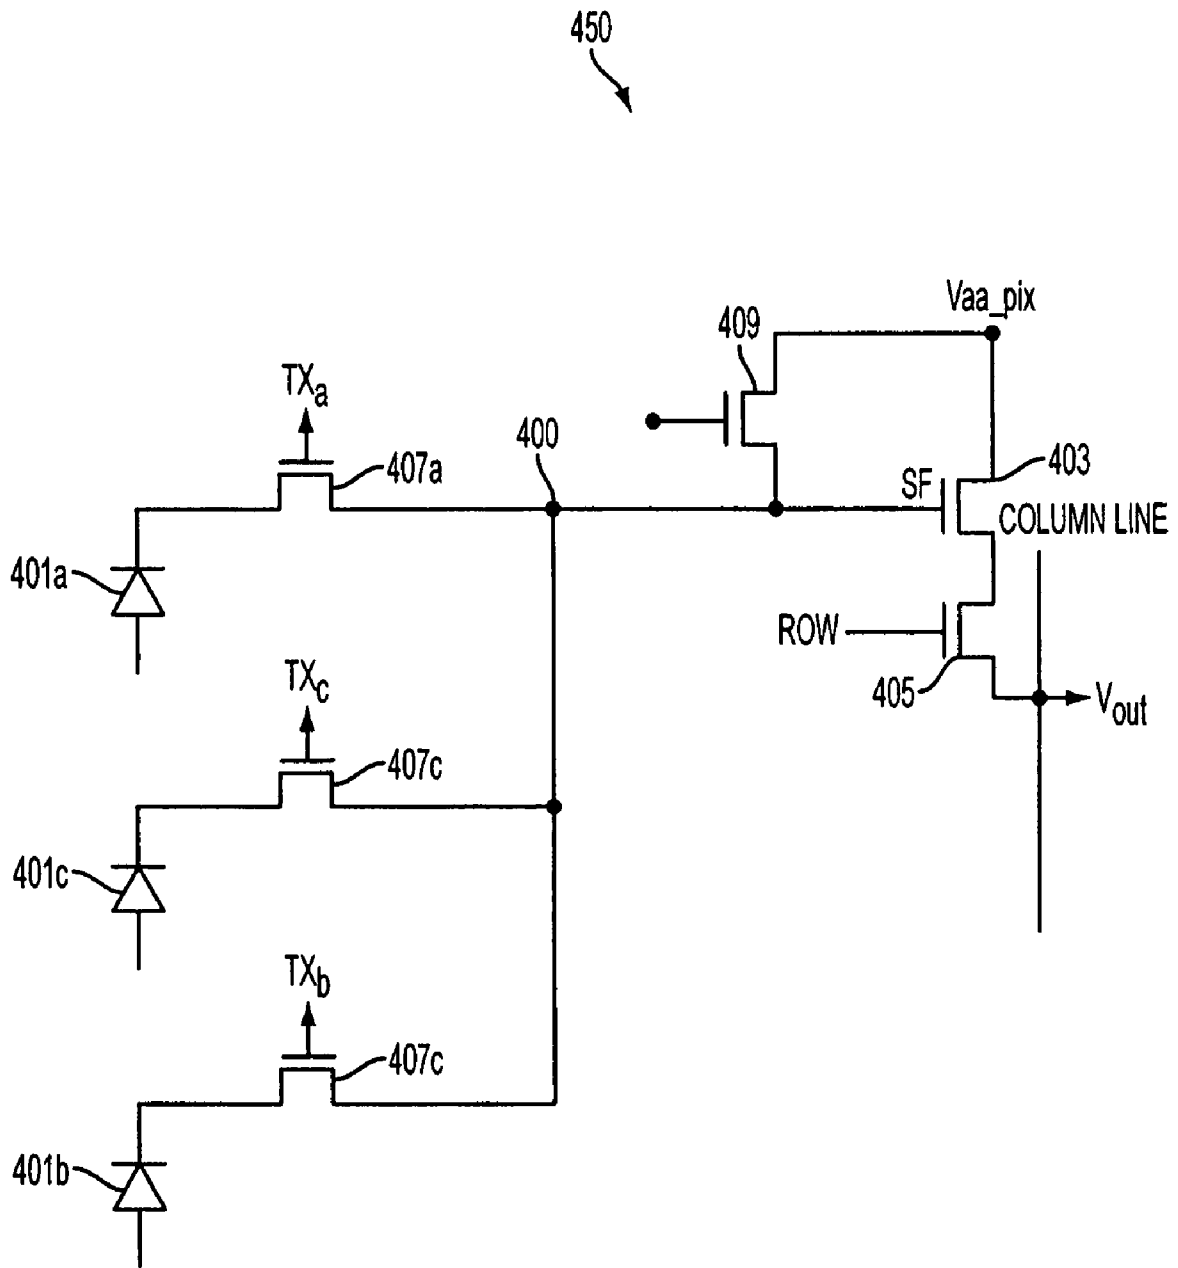 450
Vaa_pix
409
TXa
400
407a
SF
403
COLUMN LINE
401a
ROW
TXc
405
Vout
407c
401c
TXb
407c
401b